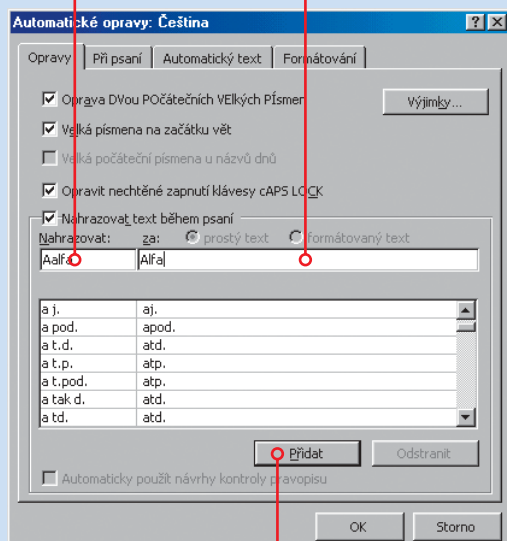 Automatické opravy: Čeština
Opravy Při psaní Automatický text Formátování
Oprava DVou POčátečních VElkých PÍsmen
Výjimky...
Velká písmena na začátku vět
Velká počáteční písmena u názvů dnů
Opravit nechtěné zapnutí klávesy cAPS LOCK
Nahrazovat text během psaní
Nahrazovat: za: prostý text formátovaný text
Aalfa Alfa
a j. aj.
a pod. apod.
a t.d. atd.
a t.p. atp.
a t.pod. atp.
a tak d. atd.
a td. atd.
Přidat Odstranit
Automaticky použít návrhy kontroly pravopisu
OK Storno